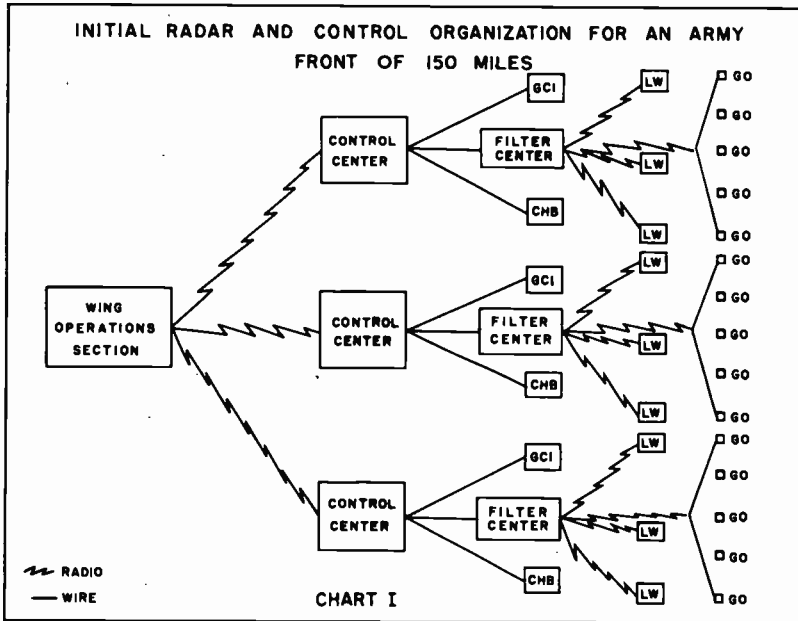 INITIAL RADAR AND CONTROL ORGANIZATION FOR AN ARMY
FRONT OF 150 MILES
WING
OPERATIONS
SECTION
CONTROL
CENTER
GCI
FILTER
CENTER
CHB
LW
LW
LW
GO
GO
GO
GO
GO
CONTROL
CENTER
GCI
FILTER
CENTER
CHB
LW
LW
LW
GO
GO
GO
GO
GO
CONTROL
CENTER
GCI
FILTER
CENTER
CHB
LW
LW
LW
GO
GO
GO
GO
GO
RADIO
WIRE
CHART I